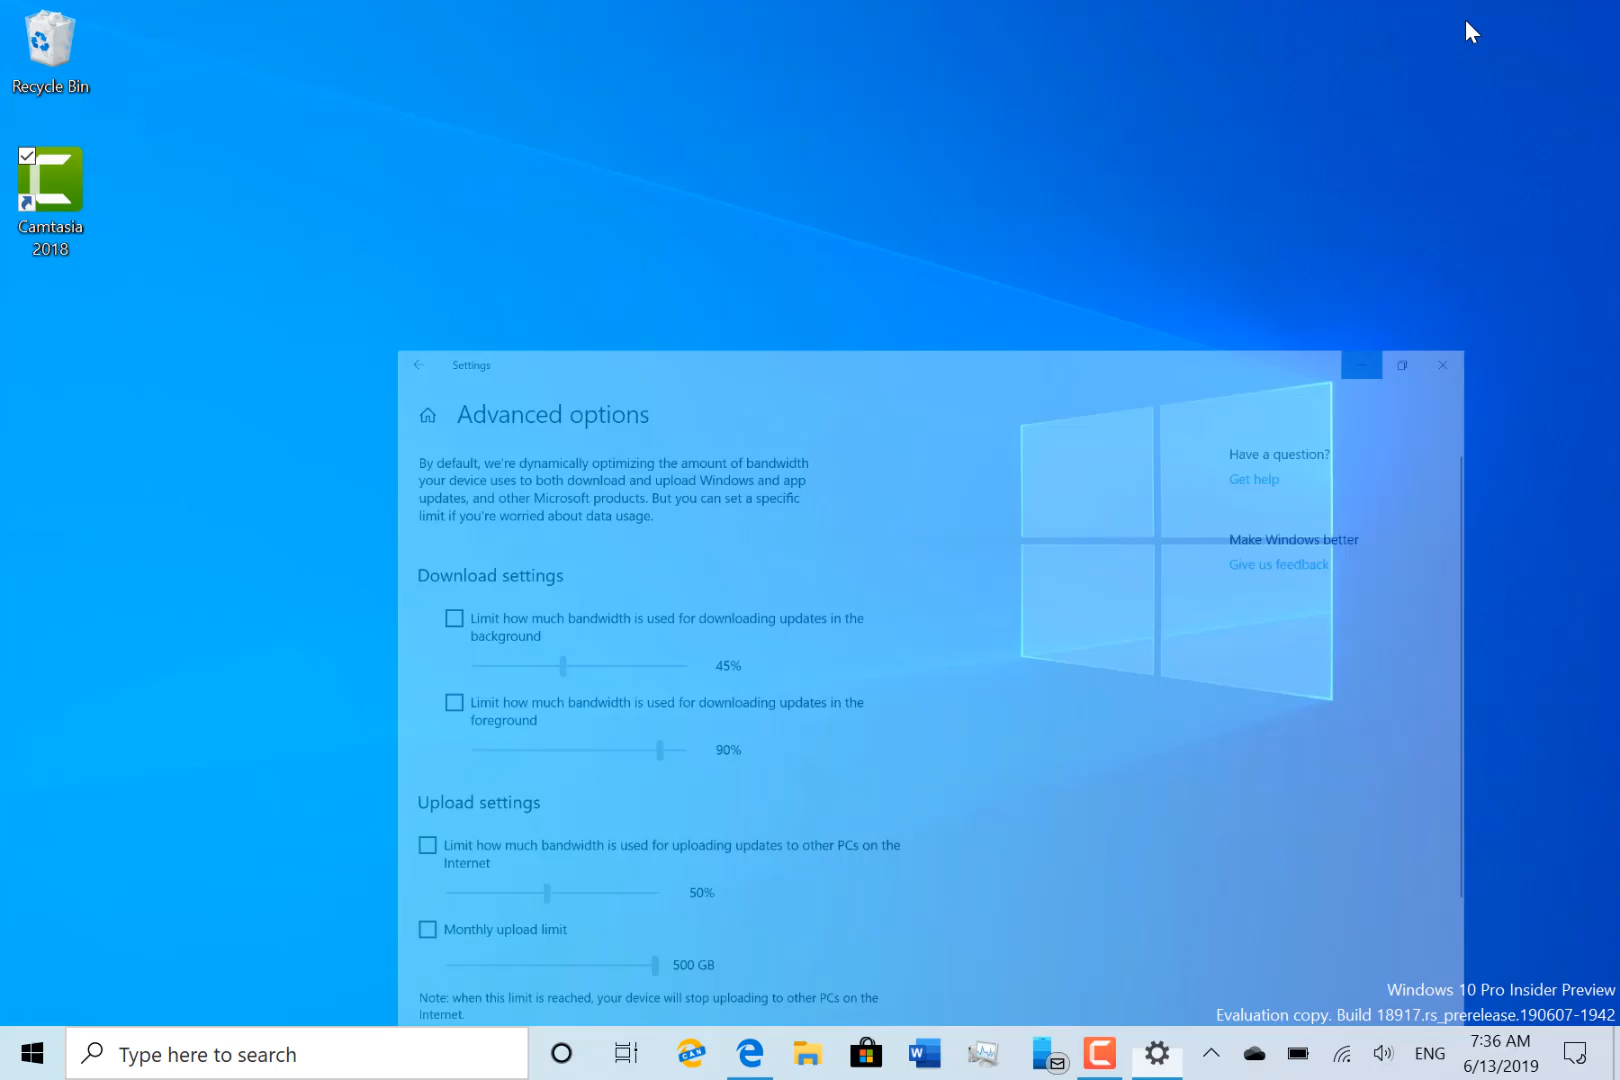 Recycle Bin
Camtasia
2018
Settings
Advanced options
By default, we're dynamically optimizing the amount of bandwidth
your device uses to both download and upload Windows and app
updates, and other Microsoft products. But you can set a specific
limit if you're worried about data usage.
Download settings
Limit how much bandwidth is used for downloading updates in the
background
45%
Limit how much bandwidth is used for downloading updates in the
foreground
90%
Upload settings
Limit how much bandwidth is used for uploading updates to other PCs on the
Internet
50%
Monthly upload limit
500 GB
Note: when this limit is reached, your device will stop uploading to other PCs on the
Internet.
Have a question?
Get help
Make Windows better
Give us feedback
Windows 10 Pro Insider Preview
Evaluation copy. Build 18917.rs_prerelease.190607-1942
Type here to search
CAN
W
ENG
7:36 AM
6/13/2019